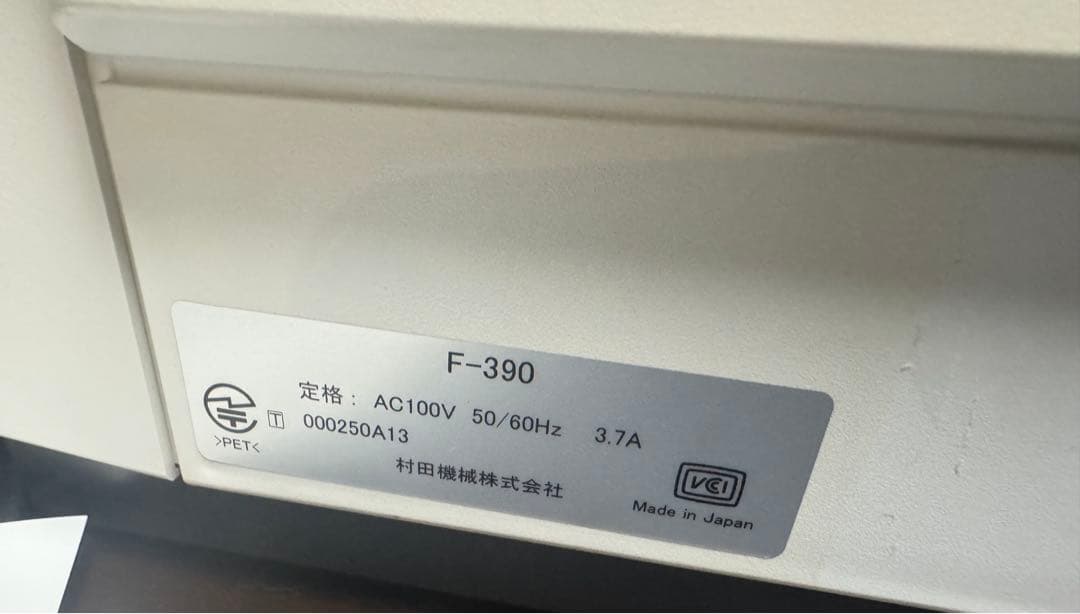 F-390
定格： AC100V 50/60Hz 3.7A
T 000250A13
>PET<
村田機械株式会社
VCCI
Made in Japan